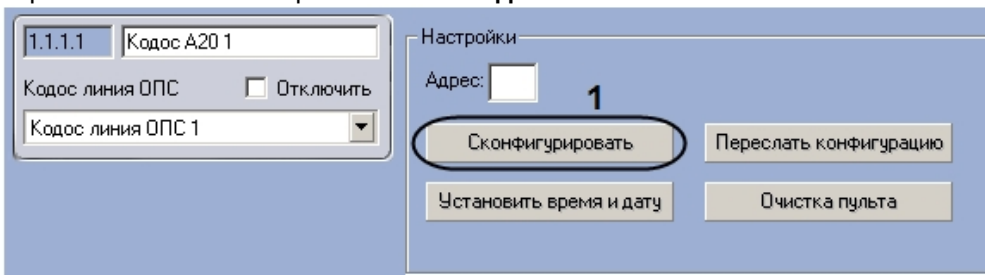 1.1.1.1 Кодос А20 1
Кодос линия ОПС Отключить
Кодос линия ОПС 1
Настройки
Адрес:
1
Сконфигурировать Переслать конфигурацию
Установить время и дату Очистка пульта